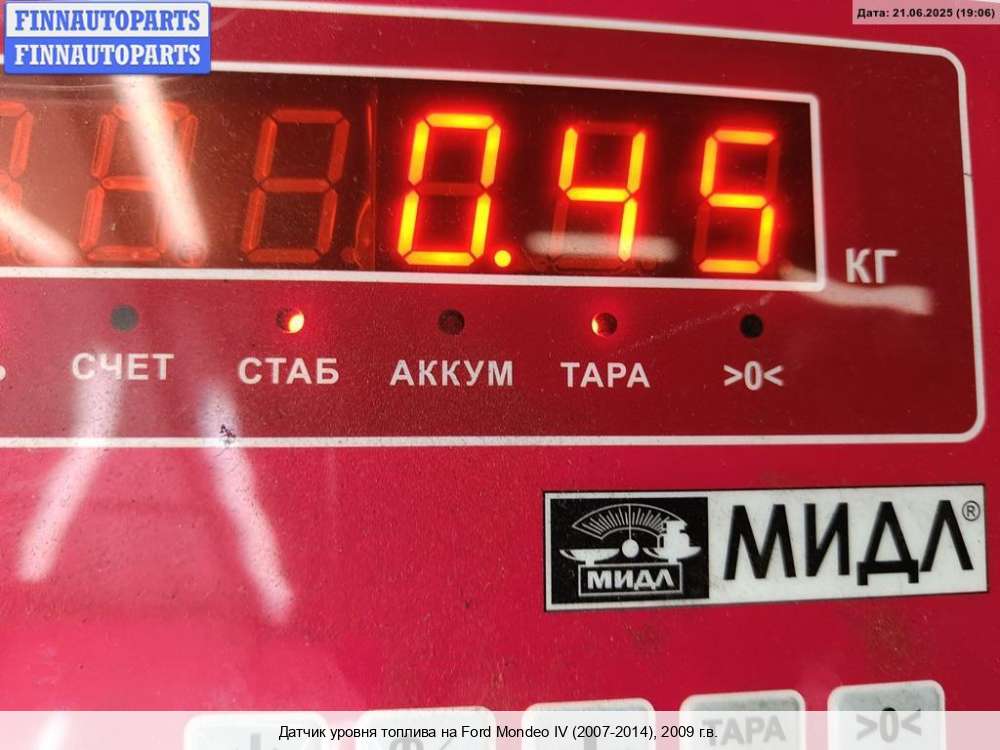 FINNAUTOPARTS
FINNAUTOPARTS
Дата: 21.06.2025 (19:06)
0.45
КГ
СЧЕТ СТАБ АККУМ ТАРА >0<
МИДЛ МИДЛ®
ТАРА >0<
Датчик уровня топлива на Ford Mondeo IV (2007-2014), 2009 г.в.